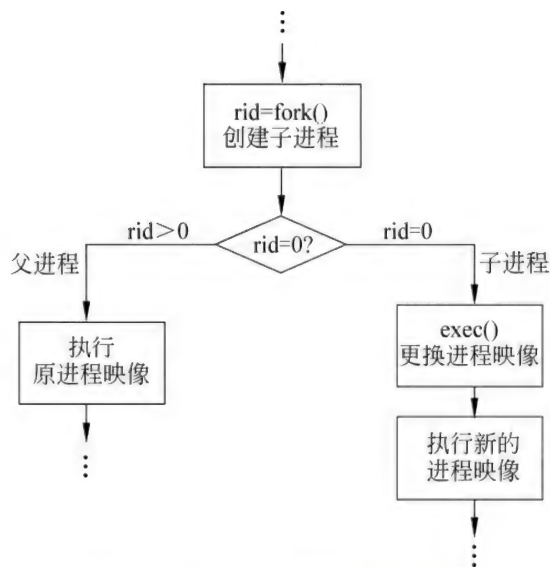 rid=fork()
创建子进程
rid>0
rid=0?
rid=0
父进程
子进程
执行
原进程映像
exec()
更换进程映像
执行新的
进程映像